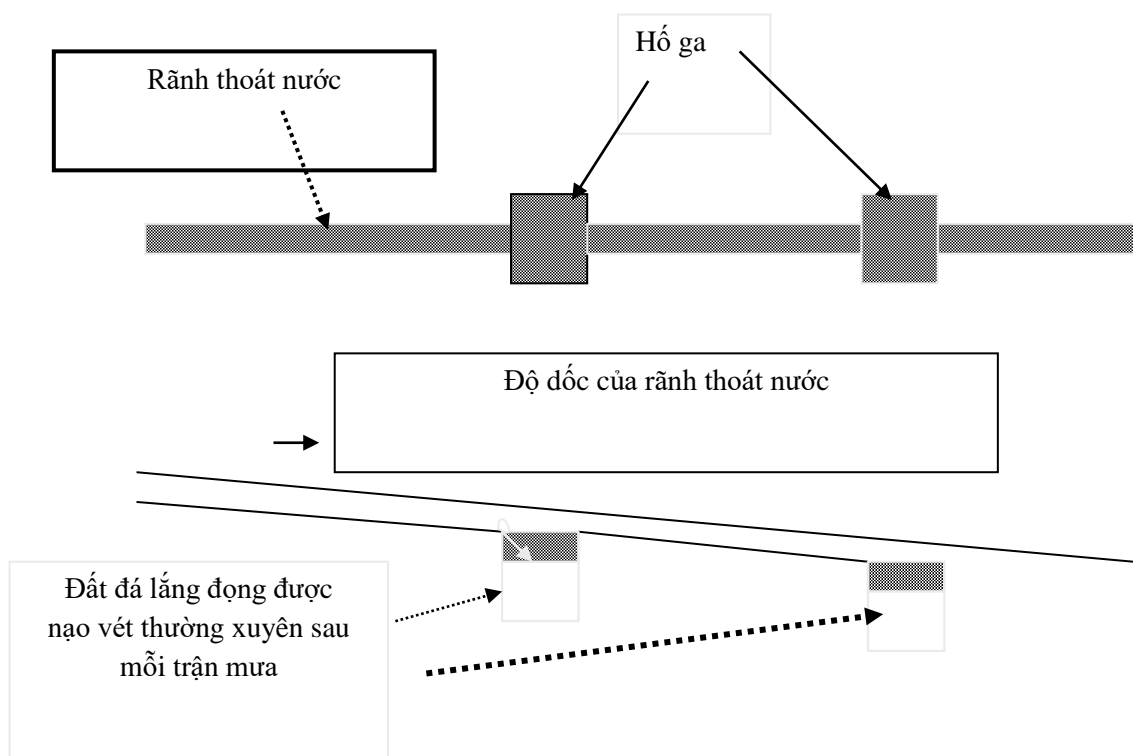 Hố ga
Rãnh thoát nước
Độ dốc của rãnh thoát nước
Đất đá lắng đọng được
nạo vét thường xuyên sau
mỗi trận mưa